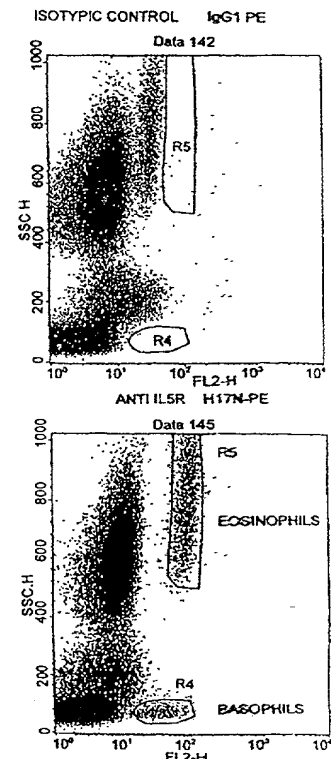 ISOTYPIC CONTROL IgG1 PE
Data 142
1000
800
600
400
200
0
SSC.H
R5
R4
10⁰ 10¹ 10² 10³ 10⁴
FL2-H
ANTI IL5R H17N-PE
Data 145
1000
800
600
400
200
0
SSC.H
R5
EOSINOPHILS
R4
BASOPHILS
10⁰ 10¹ 10² 10³ 10⁴
FL2-H